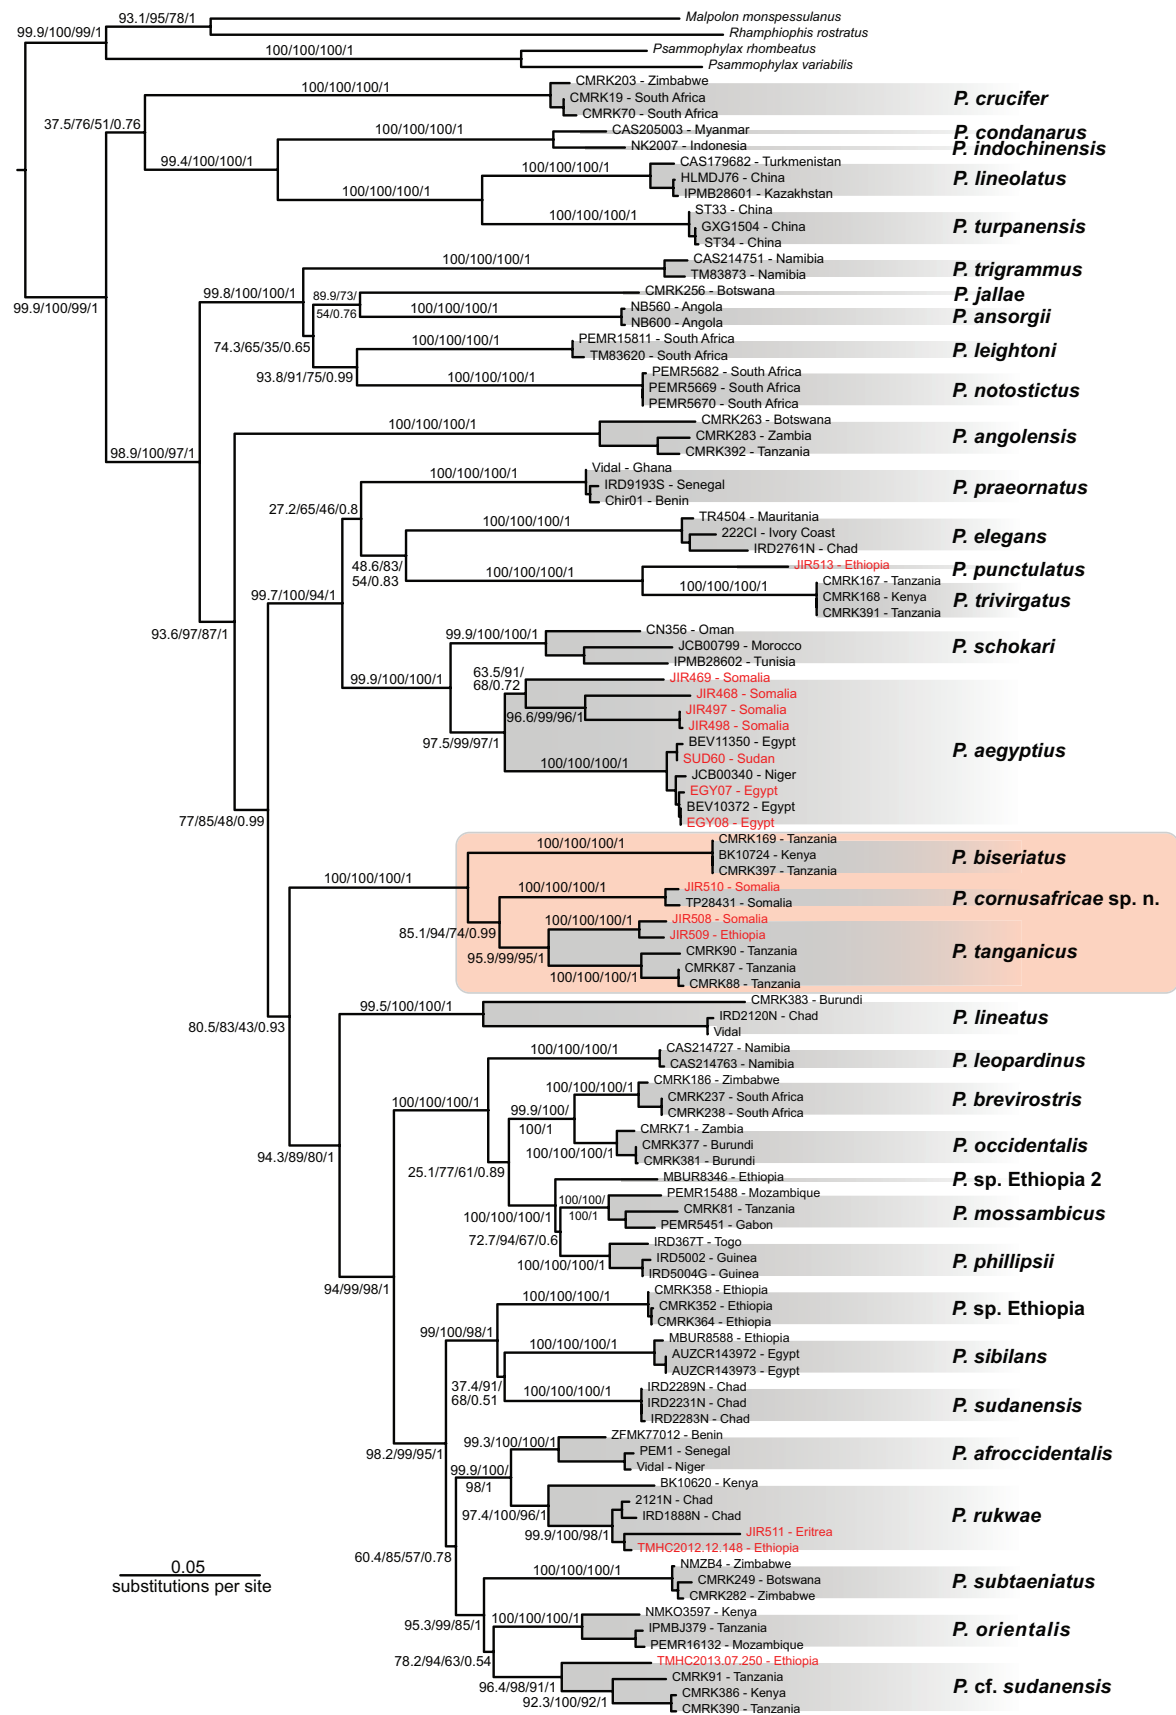 Malpolon monspessulanus
93.1/95/78/1
Rhamphiophis rostratus
99.9/100/99/1
Psammophylax rhombeatus
100/100/100/1
Psammophylax variabilis
CMRK203 - Zimbabwe
100/100/100/1
CMRK19 - South Africa
P. crucifer
CMRK70 - South Africa
37.5/76/51/0.76
CAS205003 - Myanmar
P. condanarus
100/100/100/1
NK2007 - Indonesia
P. indochinensis
99.4/100/100/1
CAS179682 - Turkmenistan
HLMDJ76 - China
P. lineolatus
IPMB28601 - Kazakhstan
100/100/100/1
ST33 - China
100/100/100/1
GXG1504 - China
P. turpanensis
ST34 - China
99.9/100/99/1
CAS214751 - Namibia
100/100/100/1
P. trigrammus
TM83873 - Namibia
99.8/100/100/1
CMRK256 - Botswana
P. jallae
89.9/73/
54/0.76
NB560 - Angola
100/100/100/1
P. ansorgii
NB600 - Angola
74.3/65/35/0.65
PEMR15811 - South Africa
100/100/100/1
P. leightoni
TM83620 - South Africa
93.8/91/75/0.99
PEMR5682 - South Africa
100/100/100/1
PEMR5669 - South Africa
P. notostictus
PEMR5670 - South Africa
98.9/100/97/1
CMRK263 - Botswana
100/100/100/1
CMRK283 - Zambia
P. angolensis
CMRK392 - Tanzania
Vidal - Ghana
100/100/100/1
IRD9193S - Senegal
P. praeornatus
Chir01 - Benin
27.2/65/46/0.8
TR4504 - Mauritania
100/100/100/1
222CI - Ivory Coast
P. elegans
IRD2761N - Chad
48.6/83/
54/0.83
JIR513 - Ethiopia
P. punctulatus
100/100/100/1
CMRK167 - Tanzania
100/100/100/1
CMRK168 - Kenya
P. trivirgatus
CMRK391 - Tanzania
99.7/100/94/1
93.6/97/87/1
CN356 - Oman
99.9/100/100/1
JCB00799 - Morocco
P. schokari
IPMB28602 - Tunisia
99.9/100/100/1
63.5/91/
68/0.72
JIR469 - Somalia
JIR468 - Somalia
JIR497 - Somalia
96.6/99/96/1
JIR498 - Somalia
97.5/99/97/1
BEV11350 - Egypt
P. aegyptius
SUD60 - Sudan
100/100/100/1
JCB00340 - Niger
EGY07 - Egypt
BEV10372 - Egypt
EGY08 - Egypt
77/85/48/0.99
CMRK169 - Tanzania
100/100/100/1
BK10724 - Kenya
P. biseriatus
CMRK397 - Tanzania
100/100/100/1
JIR510 - Somalia
100/100/100/1
TP28431 - Somalia
P. cornusafricae sp. n.
85.1/94/74/0.99
JIR508 - Somalia
100/100/100/1
JIR509 - Ethiopia
95.9/99/95/1
CMRK90 - Tanzania
P. tanganicus
100/100/100/1
CMRK87 - Tanzania
CMRK88 - Tanzania
80.5/83/43/0.93
CMRK383 - Burundi
99.5/100/100/1
IRD2120N - Chad
P. lineatus
Vidal
CAS214727 - Namibia
100/100/100/1
P. leopardinus
CAS214763 - Namibia
100/100/100/1
CMRK186 - Zimbabwe
100/100/100/1
CMRK237 - South Africa
P. brevirostris
CMRK238 - South Africa
99.9/100/
100/1
CMRK71 - Zambia
CMRK377 - Burundi
P. occidentalis
100/100/100/1
CMRK381 - Burundi
94.3/89/80/1
25.1/77/61/0.89
MBUR8346 - Ethiopia
P. sp. Ethiopia 2
PEMR15488 - Mozambique
100/100/
100/1
CMRK81 - Tanzania
P. mossambicus
PEMR5451 - Gabon
100/100/100/1
72.7/94/67/0.6
IRD367T - Togo
IRD5002 - Guinea
P. phillipsii
100/100/100/1
IRD5004G - Guinea
94/99/98/1
CMRK358 - Ethiopia
100/100/100/1
CMRK352 - Ethiopia
P. sp. Ethiopia
CMRK364 - Ethiopia
99/100/98/1
MBUR8588 - Ethiopia
100/100/100/1
AUZCR143972 - Egypt
P. sibilans
AUZCR143973 - Egypt
37.4/91/
68/0.51
IRD2289N - Chad
100/100/100/1
IRD2231N - Chad
P. sudanensis
IRD2283N - Chad
98.2/99/95/1
ZFMK77012 - Benin
99.3/100/100/1
PEM1 - Senegal
P. afroccidentalis
Vidal - Niger
99.9/100/
98/1
BK10620 - Kenya
2121N - Chad
97.4/100/96/1
IRD1888N - Chad
P. rukwae
99.9/100/98/1
JIR511 - Eritrea
TMHC2012.12.148 - Ethiopia
60.4/85/57/0.78
NMZB4 - Zimbabwe
100/100/100/1
CMRK249 - Botswana
P. subtaeniatus
CMRK282 - Zimbabwe
95.3/99/85/1
NMKO3597 - Kenya
100/100/100/1
IPMBJ379 - Tanzania
P. orientalis
PEMR16132 - Mozambique
78.2/94/63/0.54
TMHC2013.07.250 - Ethiopia
96.4/98/91/1
CMRK91 - Tanzania
P. cf. sudanensis
CMRK386 - Kenya
92.3/100/92/1
CMRK390 - Tanzania
0.05
substitutions per site